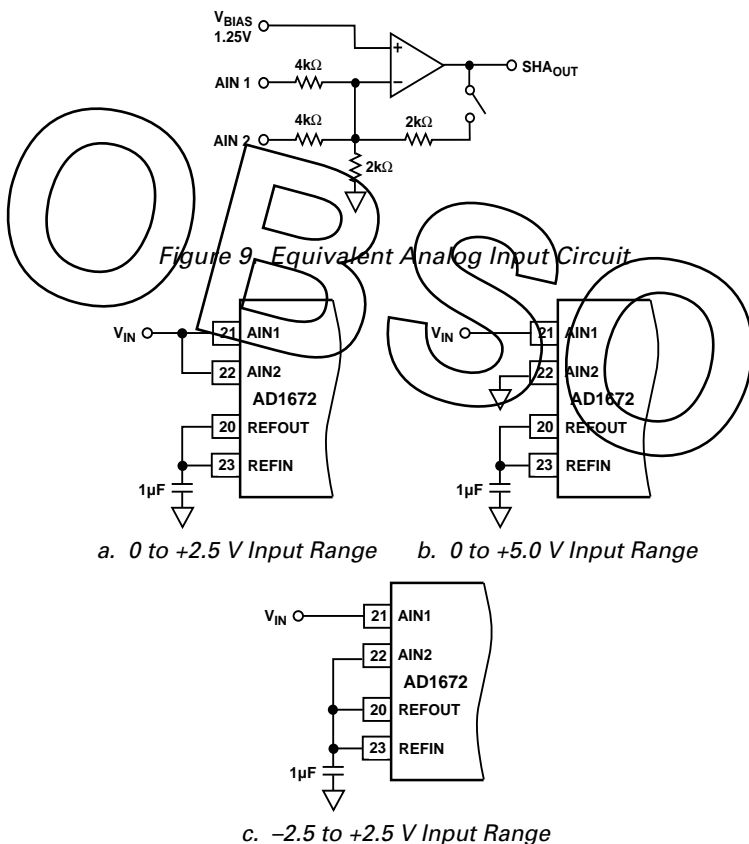 V_BIAS
1.25V
4kΩ
SHA_OUT
AIN 1
4kΩ
2kΩ
AIN 2
2kΩ
OBSO
Figure 9. Equivalent Analog Input Circuit
V_IN 21 AIN1
22 AIN2
AD1672
20 REFOUT
23 REFIN
1μF
V_IN 21 AIN1
22 AIN2
AD1672
20 REFOUT
23 REFIN
1μF
a. 0 to +2.5 V Input Range
b. 0 to +5.0 V Input Range
V_IN 21 AIN1
22 AIN2
AD1672
20 REFOUT
23 REFIN
1μF
c. –2.5 to +2.5 V Input Range